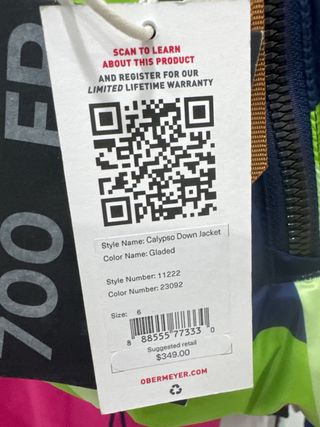 SCAN TO LEARN
ABOUT THIS PRODUCT
AND REGISTER FOR OUR
LIMITED LIFETIME WARRANTY
Style Name: Calypso Down Jacket
Color Name: Gladed
Style Number: 11222
Color Number: 23092
Size: 6
8 88555 77333 0
Suggested retail
$349.00
OBERMEYER.COM
700